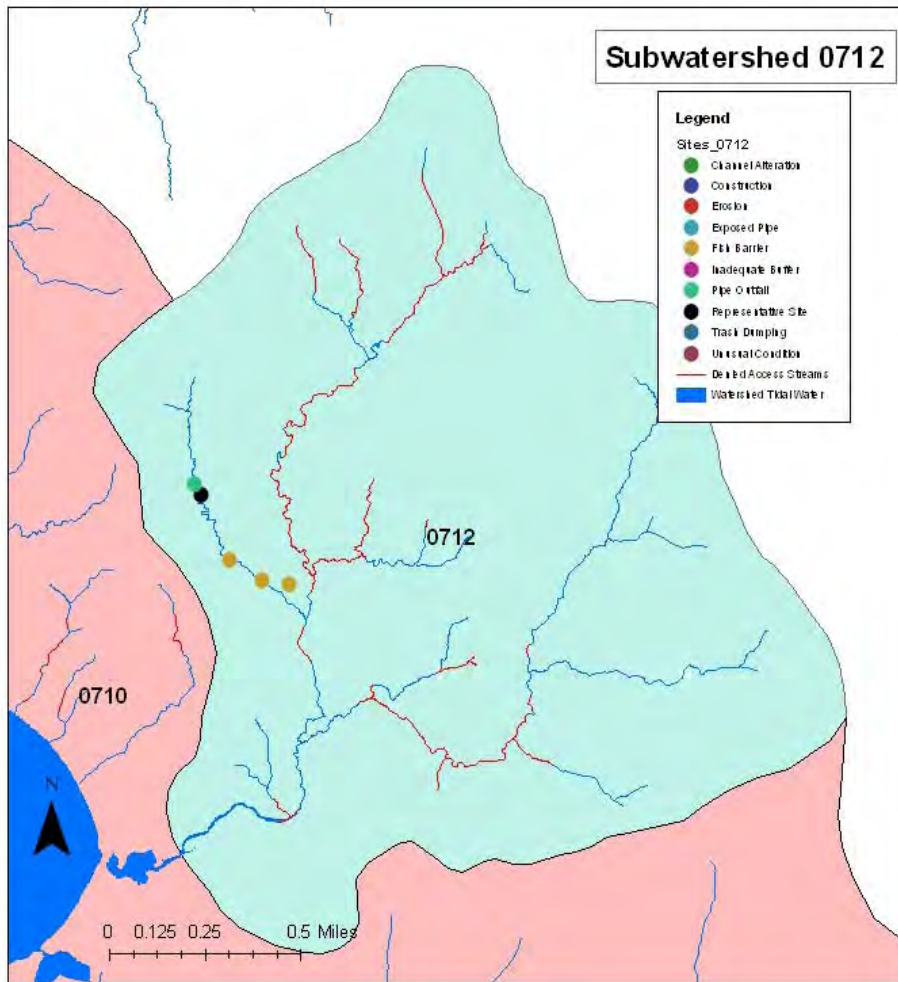 Subwatershed 0712
Legend
Sites_0712
Channel Alteration
Construction
Erosion
Exposed Pipe
Fish Barrier
Inadequate Buffer
Pipe Outfall
Representative Site
Trash Dumping
Unusual Condition
Denied Access Streams
Watershed Tidal Water
0712
0710
N
0 0.125 0.25 0.5 Miles